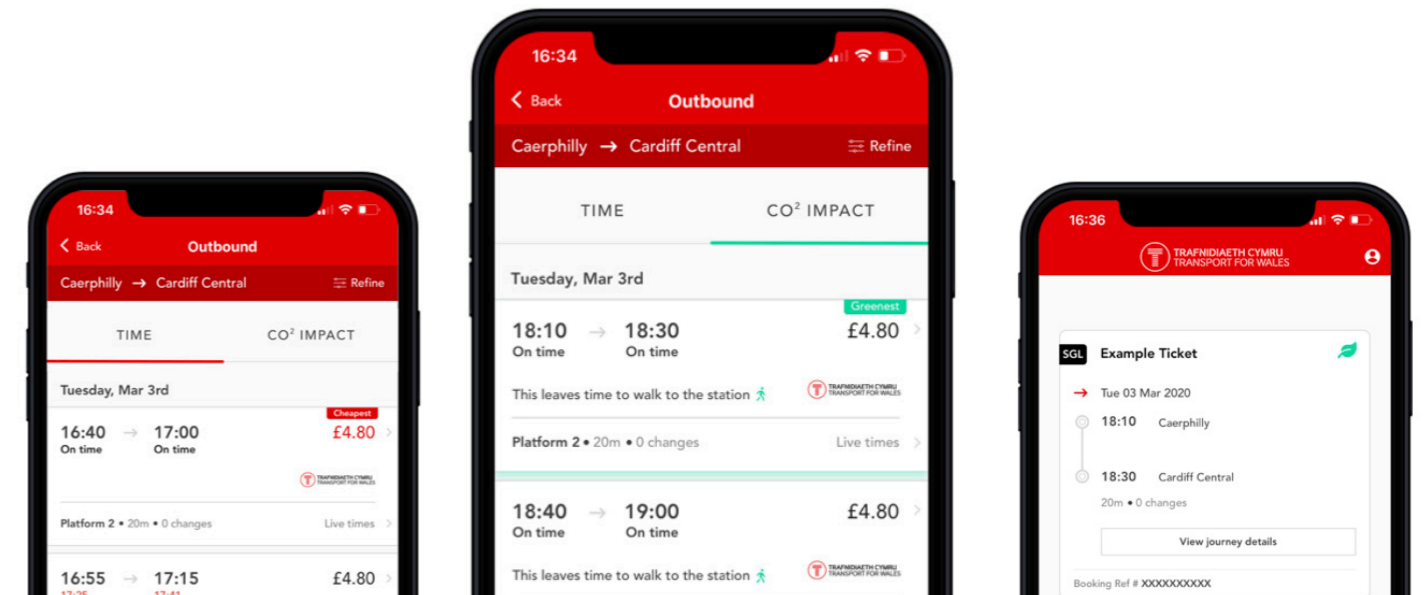 16:34
Back
Outbound
Caerphilly → Cardiff Central
Refine
TIME
CO² IMPACT
Tuesday, Mar 3rd
Cheapest
16:40 → 17:00
£4.80
On time
On time
TRAFNIDIAETH CYMRU
TRANSPORT FOR WALES
Platform 2 • 20m • 0 changes
Live times
16:55 → 17:15
£4.80
17:41
16:34
Back
Outbound
Caerphilly → Cardiff Central
Refine
TIME
CO² IMPACT
Tuesday, Mar 3rd
Greenest
18:10 → 18:30
£4.80
On time
On time
This leaves time to walk to the station
TRAFNIDIAETH CYMRU
TRANSPORT FOR WALES
Platform 2 • 20m • 0 changes
Live times
18:40 → 19:00
£4.80
On time
On time
This leaves time to walk to the station
TRAFNIDIAETH CYMRU
TRANSPORT FOR WALES
16:36
TRAFNIDIAETH CYMRU
TRANSPORT FOR WALES
SGL Example Ticket
→ Tue 03 Mar 2020
18:10 Caerphilly
18:30 Cardiff Central
20m • 0 changes
View journey details
Booking Ref # XXXXXXXXXX